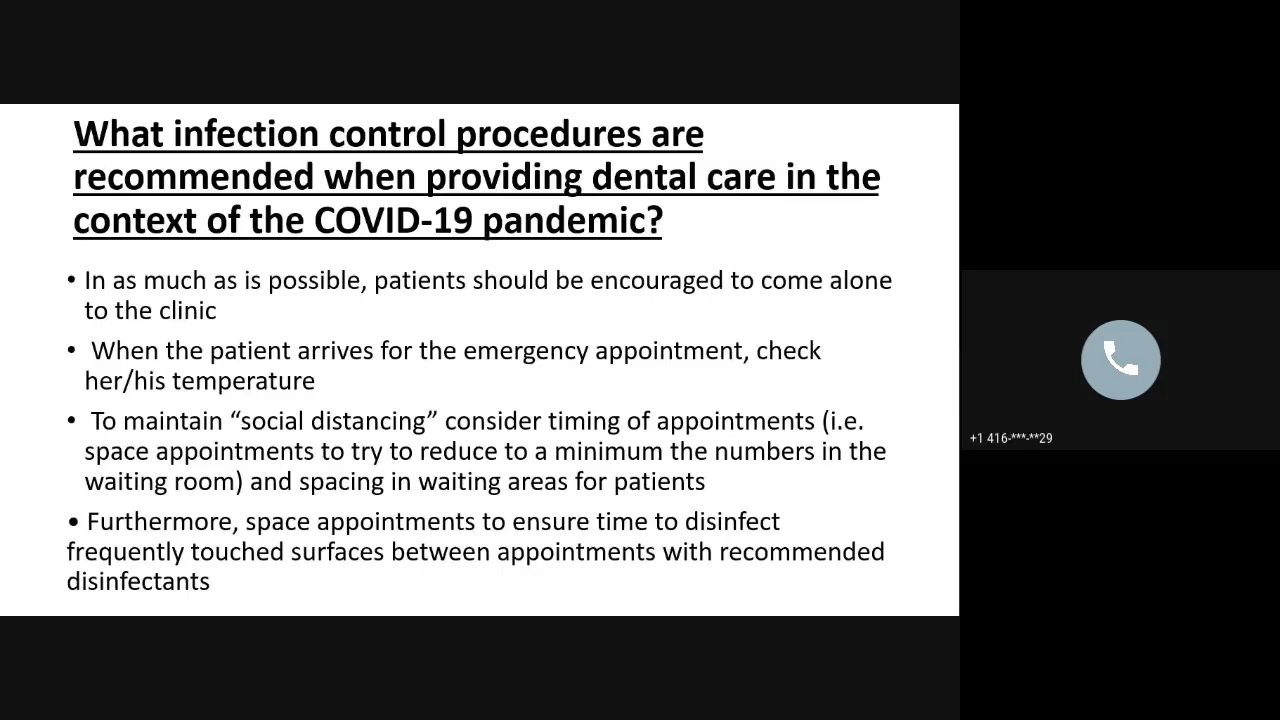 What infection control procedures are
recommended when providing dental care in the
context of the COVID-19 pandemic?
• In as much as is possible, patients should be encouraged to come alone
to the clinic
• When the patient arrives for the emergency appointment, check
her/his temperature
• To maintain “social distancing” consider timing of appointments (i.e.
space appointments to try to reduce to a minimum the numbers in the
waiting room) and spacing in waiting areas for patients
• Furthermore, space appointments to ensure time to disinfect
frequently touched surfaces between appointments with recommended
disinfectants
+1 416-***-**29